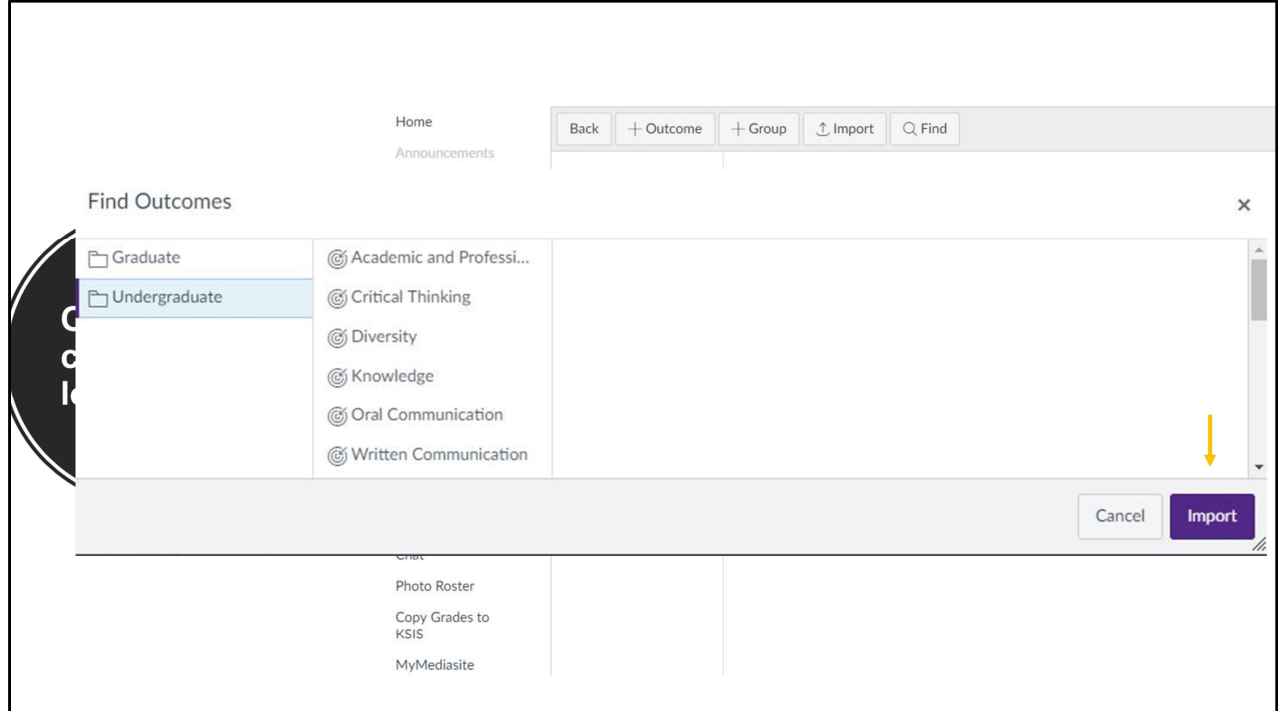 Home
Announcements
Back
+ Outcome
+ Group
Import
Find
Find Outcomes
×
Graduate
Undergraduate
Academic and Professi...
Critical Thinking
Diversity
Knowledge
Oral Communication
Written Communication
Cancel
Import
Chat
Photo Roster
Copy Grades to
KSIS
MyMediasite